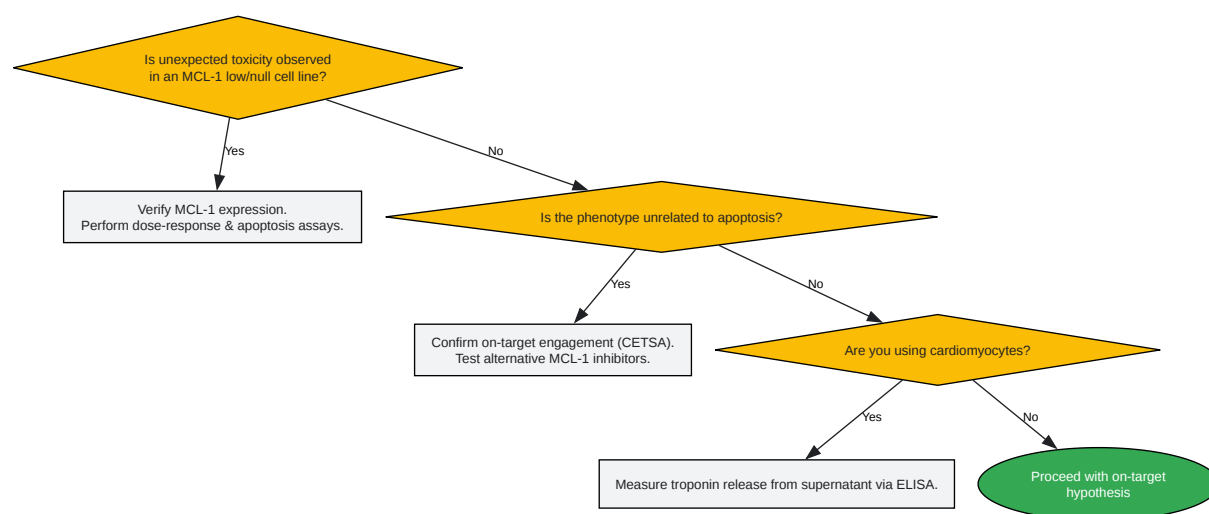 Is unexpected toxicity observed
in an MCL-1 low/null cell line?
Yes
No
Verify MCL-1 expression.
Perform dose-response & apoptosis assays.
Is the phenotype unrelated to apoptosis?
Yes
No
Confirm on-target engagement (CETSA).
Test alternative MCL-1 inhibitors.
Are you using cardiomyocytes?
Yes
No
Measure troponin release from supernatant via ELISA.
Proceed with on-target
hypothesis